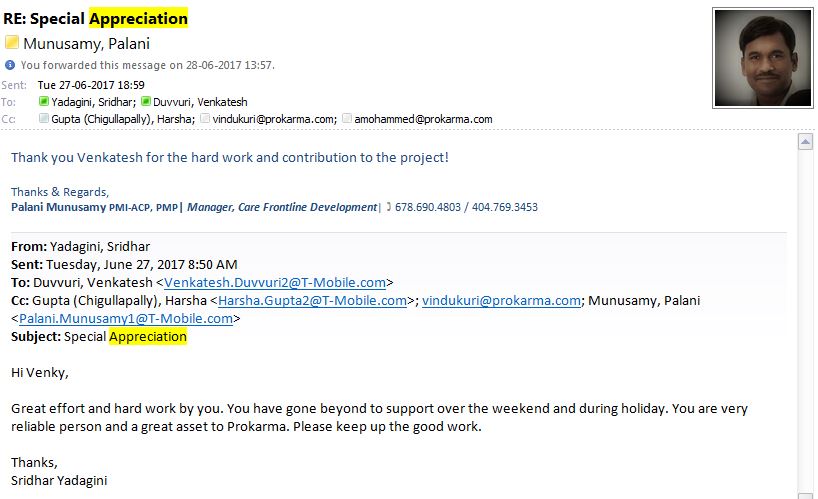 RE: Special Appreciation
Munusamy, Palani
You forwarded this message on 28-06-2017 13:57.
Sent: Tue 27-06-2017 18:59
To: Yadagini, Sridhar; Duvvuri, Venkatesh
Cc: Gupta (Chigullapally), Harsha; vindukuri@prokarma.com; amohammed@prokarma.com
Thank you Venkatesh for the hard work and contribution to the project!
Thanks & Regards,
Palani Munusamy PMI-ACP, PMP| Manager, Care Frontline Development| 678.690.4803 / 404.769.3453
From: Yadagini, Sridhar
Sent: Tuesday, June 27, 2017 8:50 AM
To: Duvvuri, Venkatesh <Venkatesh.Duvvuri2@T-Mobile.com>
Cc: Gupta (Chigullapally), Harsha <Harsha.Gupta2@T-Mobile.com>; vindukuri@prokarma.com; Munusamy, Palani
<Palani.Munusamy1@T-Mobile.com>
Subject: Special Appreciation
Hi Venky,
Great effort and hard work by you. You have gone beyond to support over the weekend and during holiday. You are very
reliable person and a great asset to Prokarma. Please keep up the good work.
Thanks,
Sridhar Yadagini